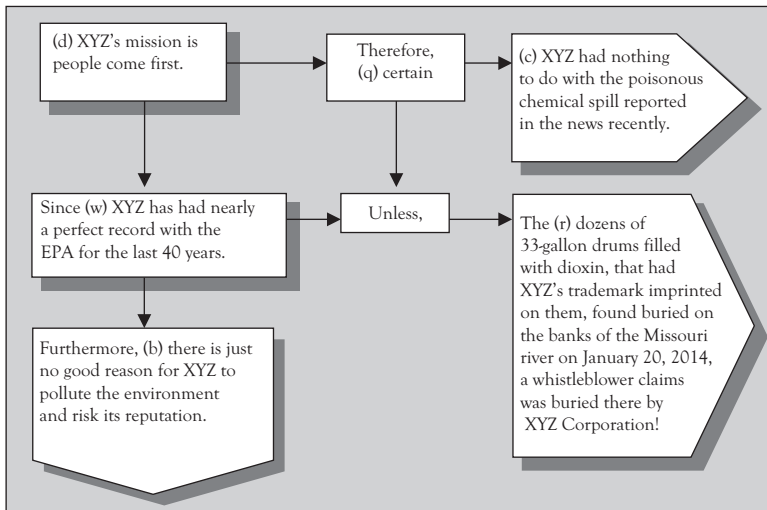 (d) XYZ’s mission is
people come first.
Therefore,
(q) certain
(c) XYZ had nothing
to do with the poisonous
chemical spill reported
in the news recently.
Since (w) XYZ has had nearly
a perfect record with the
EPA for the last 40 years.
Unless,
The (r) dozens of
33-gallon drums filled
with dioxin, that had
XYZ’s trademark imprinted
on them, found buried on
the banks of the Missouri
river on January 20, 2014,
a whistleblower claims
was buried there by
XYZ Corporation!
Furthermore, (b) there is just
no good reason for XYZ to
pollute the environment
and risk its reputation.